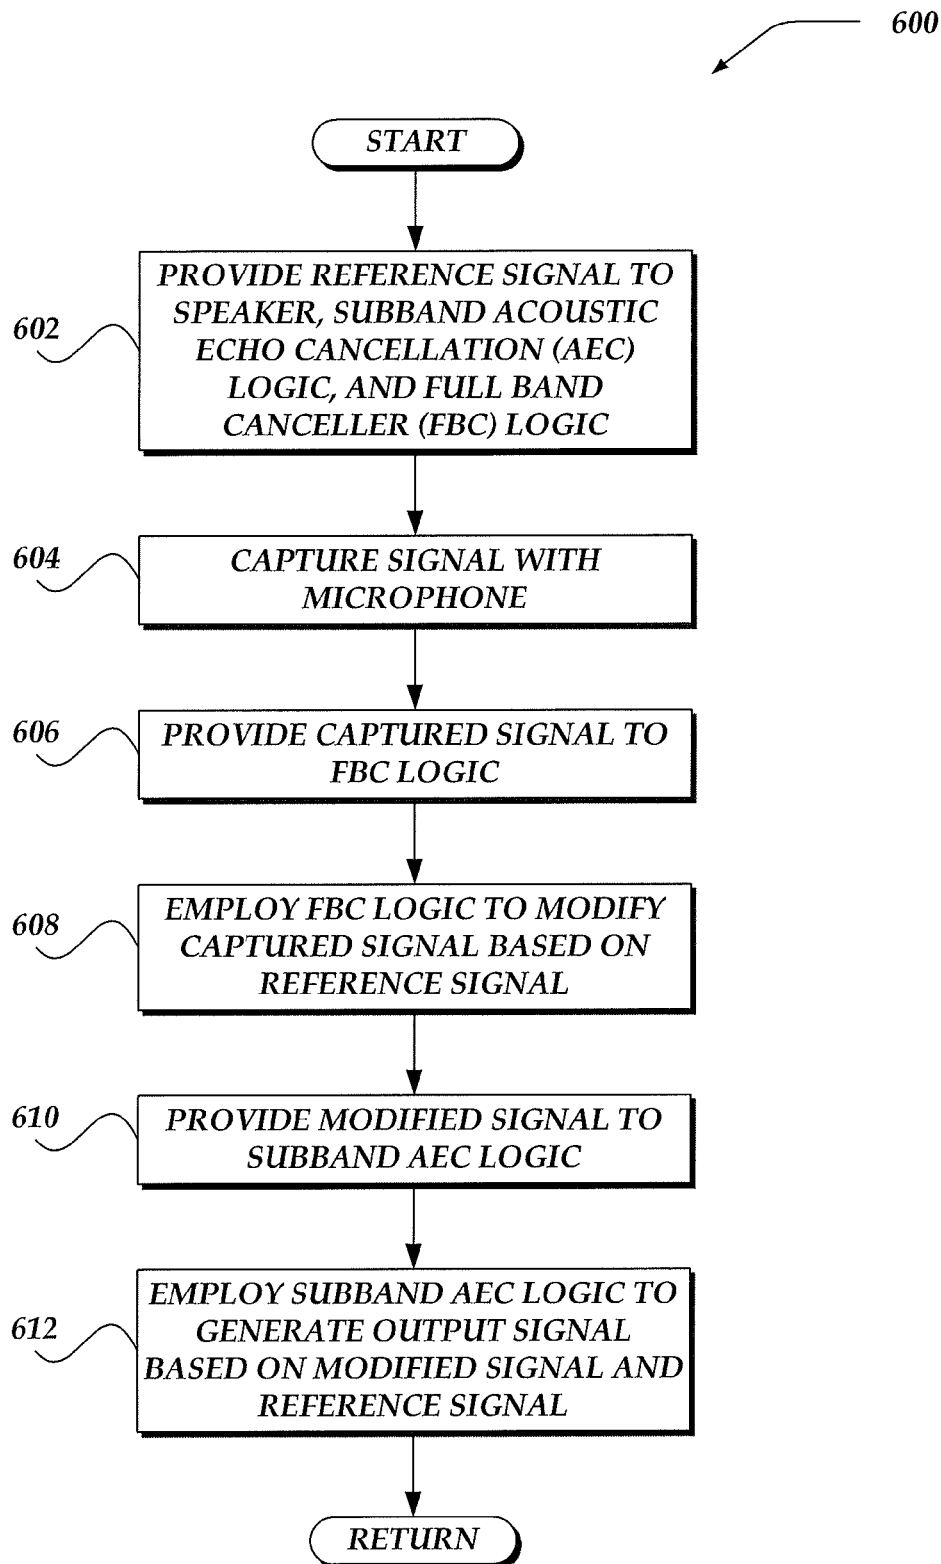 600
START
602
PROVIDE REFERENCE SIGNAL TO
SPEAKER, SUBBAND ACOUSTIC
ECHO CANCELLATION (AEC)
LOGIC, AND FULL BAND
CANCELLER (FBC) LOGIC
604
CAPTURE SIGNAL WITH
MICROPHONE
606
PROVIDE CAPTURED SIGNAL TO
FBC LOGIC
608
EMPLOY FBC LOGIC TO MODIFY
CAPTURED SIGNAL BASED ON
REFERENCE SIGNAL
610
PROVIDE MODIFIED SIGNAL TO
SUBBAND AEC LOGIC
612
EMPLOY SUBBAND AEC LOGIC TO
GENERATE OUTPUT SIGNAL
BASED ON MODIFIED SIGNAL AND
REFERENCE SIGNAL
RETURN